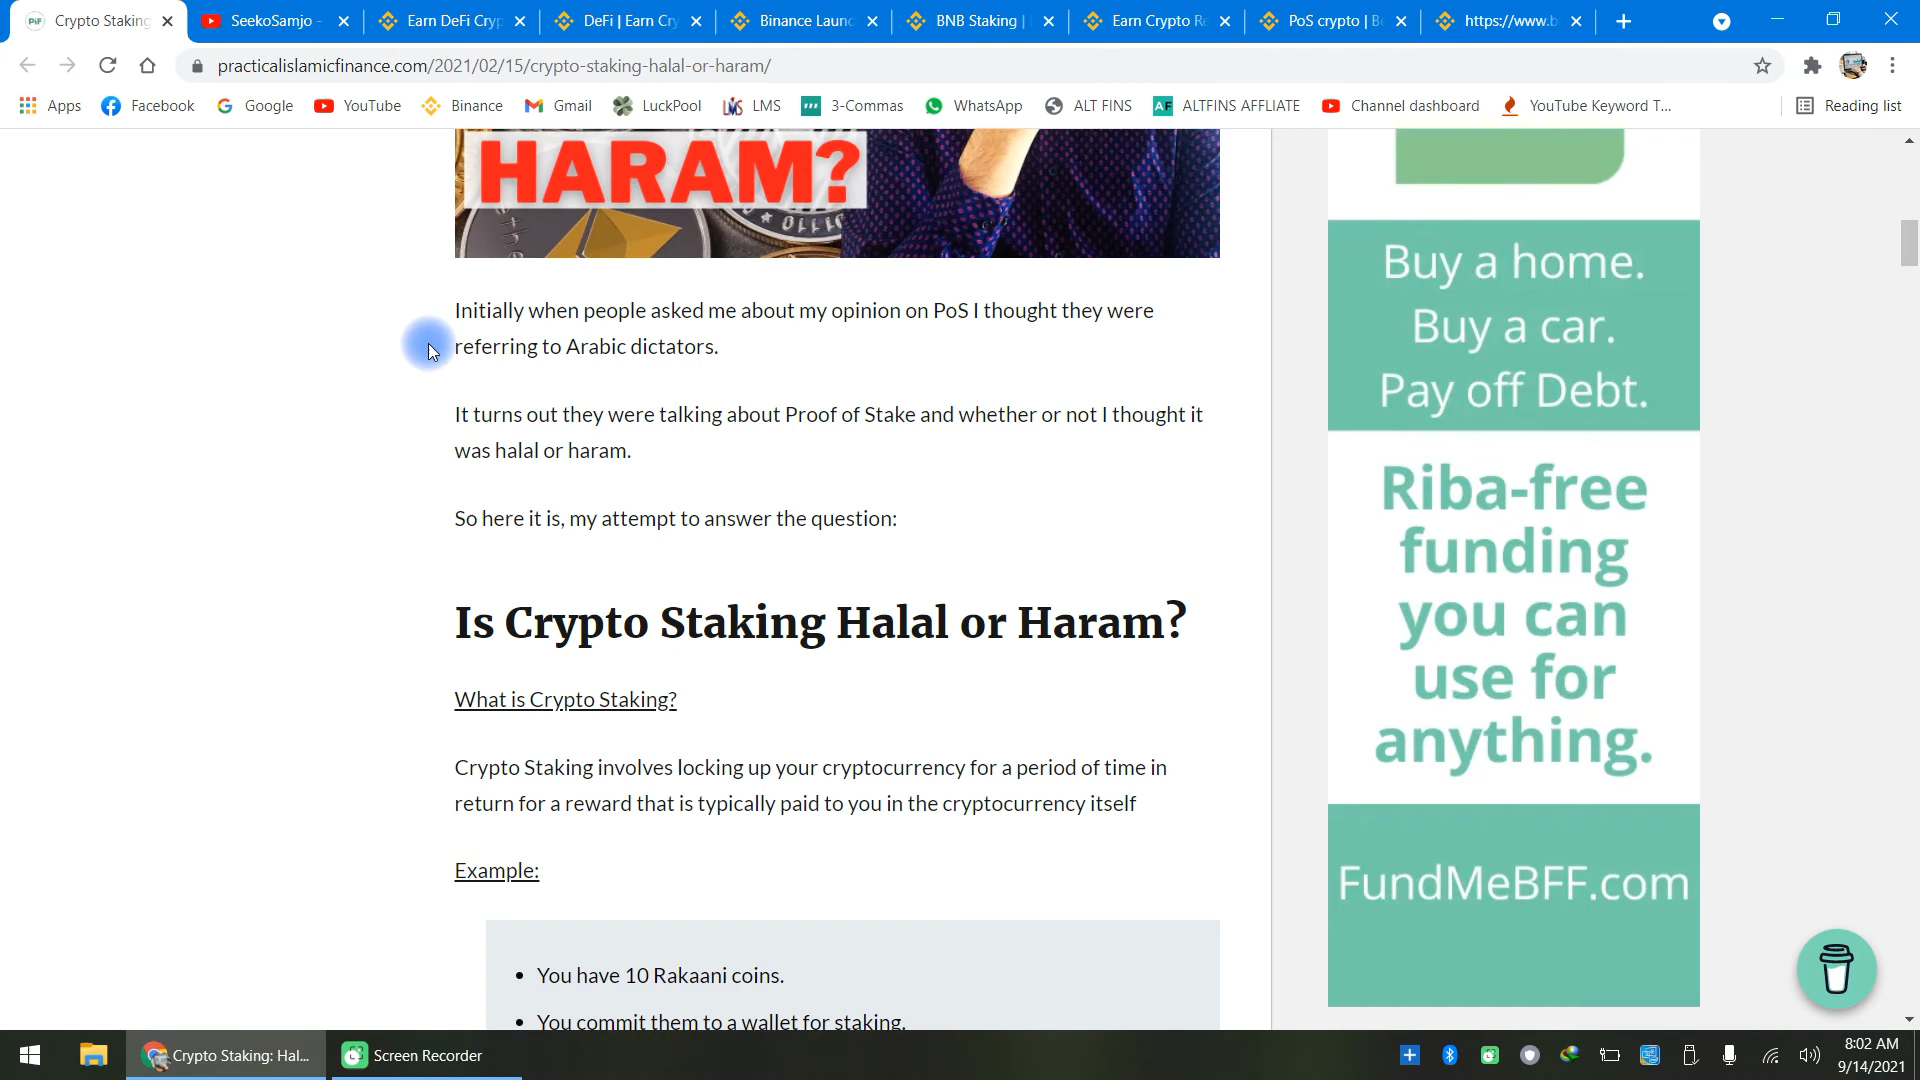 PiF Crypto Staking
SeekoSamjo -
Earn DeFi Cryp
DeFi | Earn Cry
Binance Launc
BNB Staking |
Earn Crypto Re
PoS crypto | B
https://www.b
practicalislamicfinance.com/2021/02/15/crypto-staking-halal-or-haram/
Apps
Facebook
Google
YouTube
Binance
Gmail
LuckPool
LMS
3-Commas
WhatsApp
ALT FINS
AF ALTFINS AFFLIATE
Channel dashboard
YouTube Keyword T...
Reading list
HARAM?
Initially when people asked me about my opinion on PoS I thought they were
referring to Arabic dictators.
It turns out they were talking about Proof of Stake and whether or not I thought it
was halal or haram.
So here it is, my attempt to answer the question:
Is Crypto Staking Halal or Haram?
What is Crypto Staking?
Crypto Staking involves locking up your cryptocurrency for a period of time in
return for a reward that is typically paid to you in the cryptocurrency itself
Example:
• You have 10 Rakaani coins.
• You commit them to a wallet for staking.
Buy a home.
Buy a car.
Pay off Debt.
Riba-free
funding
you can
use for
anything.
FundMeBFF.com
Crypto Staking: Hal...
Screen Recorder
8:02 AM
9/14/2021